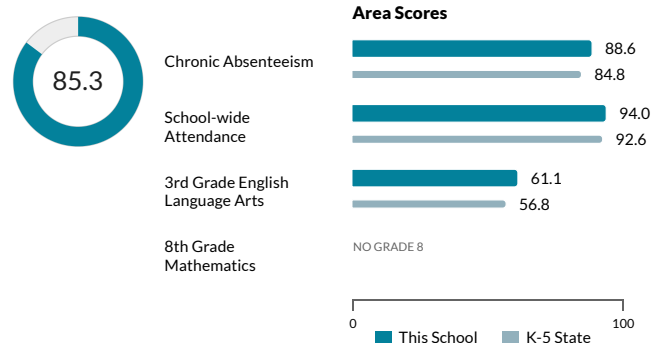 Area Scores
85.3
Chronic Absenteeism
88.6
84.8
School-wide
Attendance
94.0
92.6
3rd Grade English
Language Arts
61.1
56.8
8th Grade
Mathematics
NO GRADE 8
0
100
This School
K-5 State